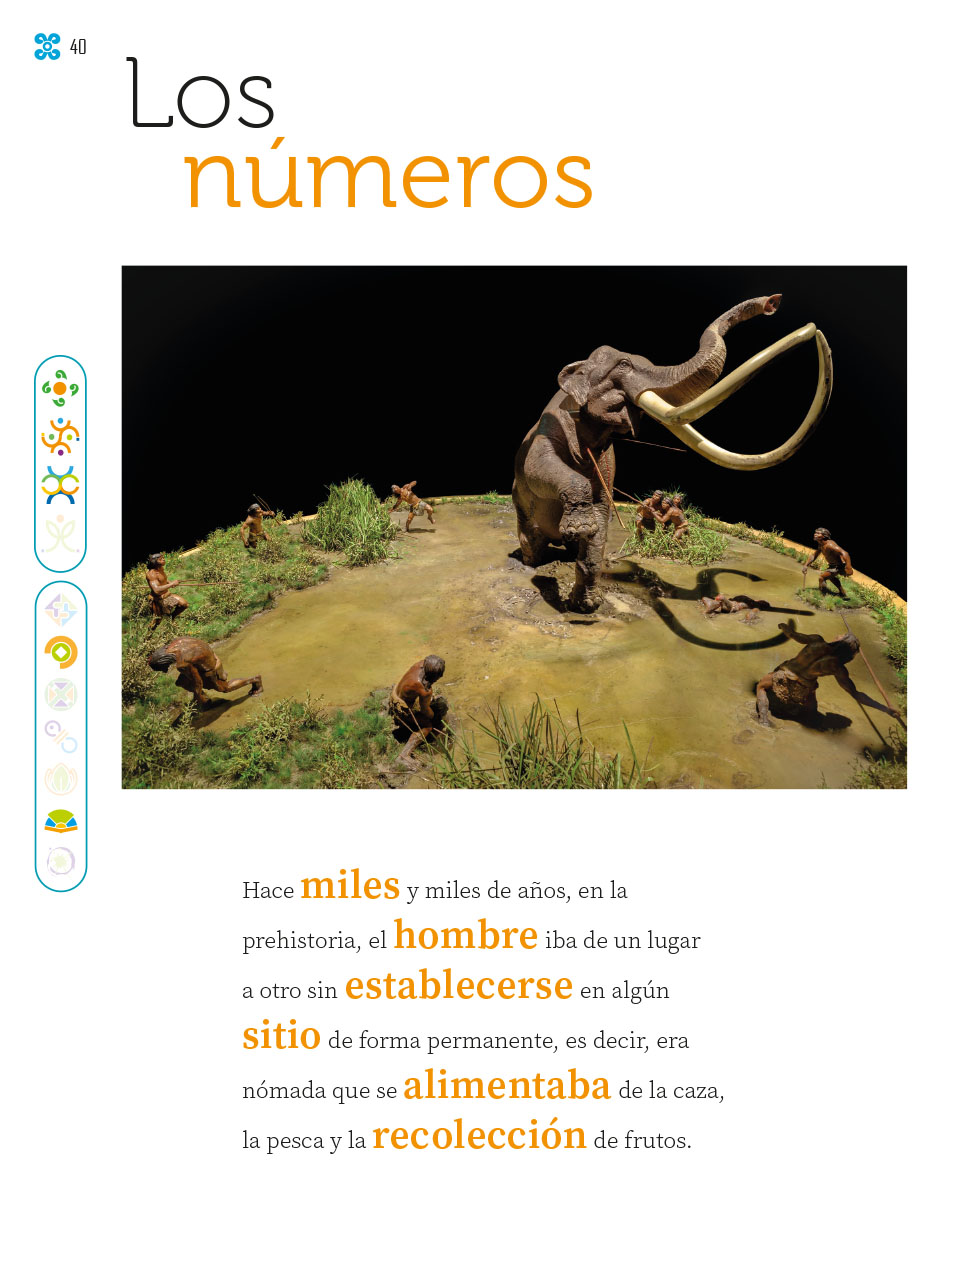 40
Los
números
Hace miles y miles de años, en la
prehistoria, el hombre iba de un lugar
a otro sin establecerse en algún
sitio de forma permanente, es decir, era
nómada que se alimentaba de la caza,
la pesca y la recolección de frutos.